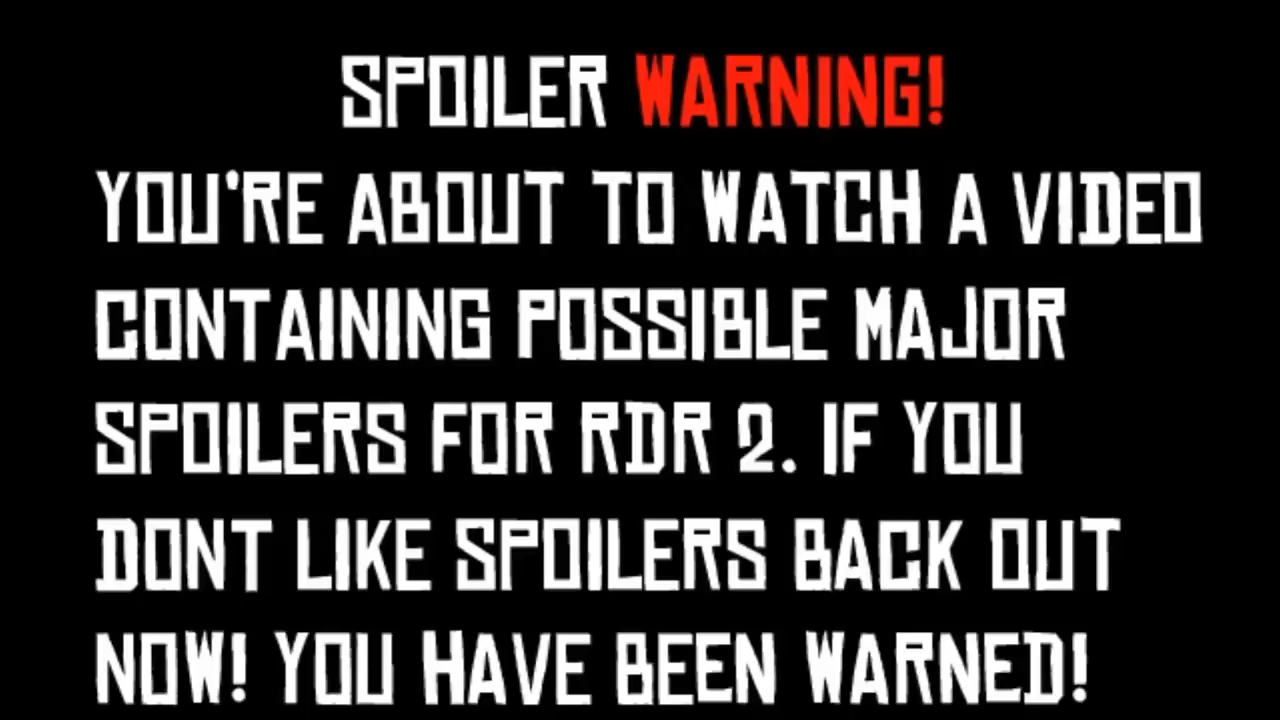 SPOILER WARNING!
YOU'RE ABOUT TO WATCH A VIDEO
CONTAINING POSSIBLE MAJOR
SPOILERS FOR RDR 2. IF YOU
DONT LIKE SPOILERS BACK OUT
NOW! YOU HAVE BEEN WARNED!